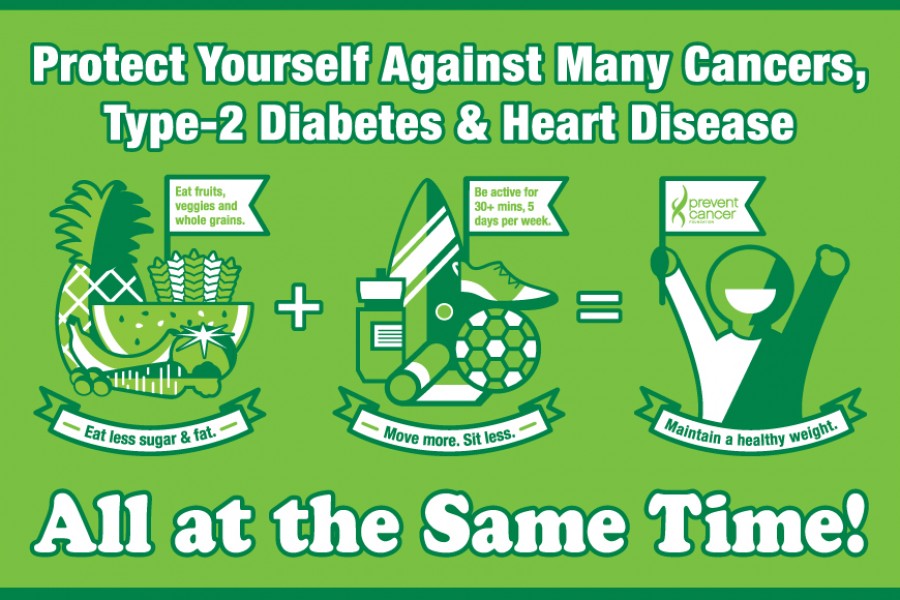 Protect Yourself Against Many Cancers,
Type-2 Diabetes & Heart Disease
Eat fruits,
veggies and
whole grains.
Eat less sugar & fat.
+
Be active for
30+ mins, 5
days per week.
Move more. Sit less.
=
prevent
cancer
FOUNDATION
Maintain a healthy weight.
All at the Same Time!